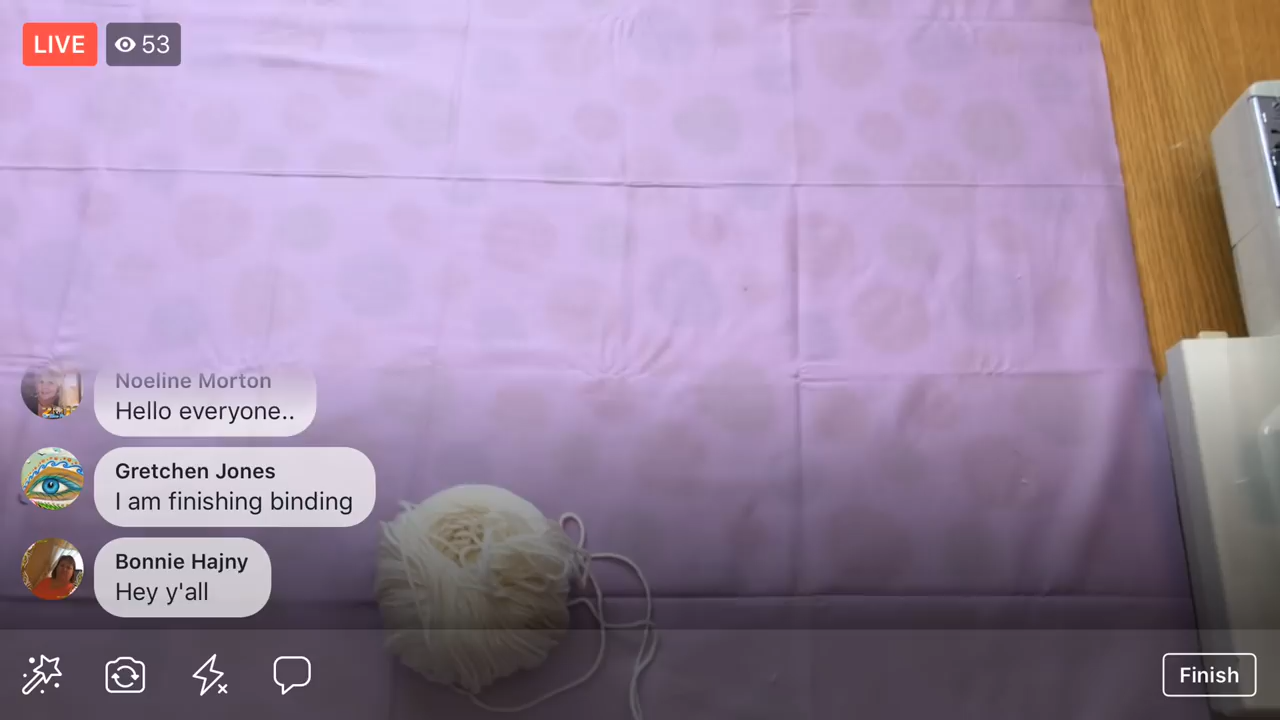 LIVE 53
Noeline Morton
Hello everyone..
Gretchen Jones
I am finishing binding
Bonnie Hajny
Hey y'all
Finish